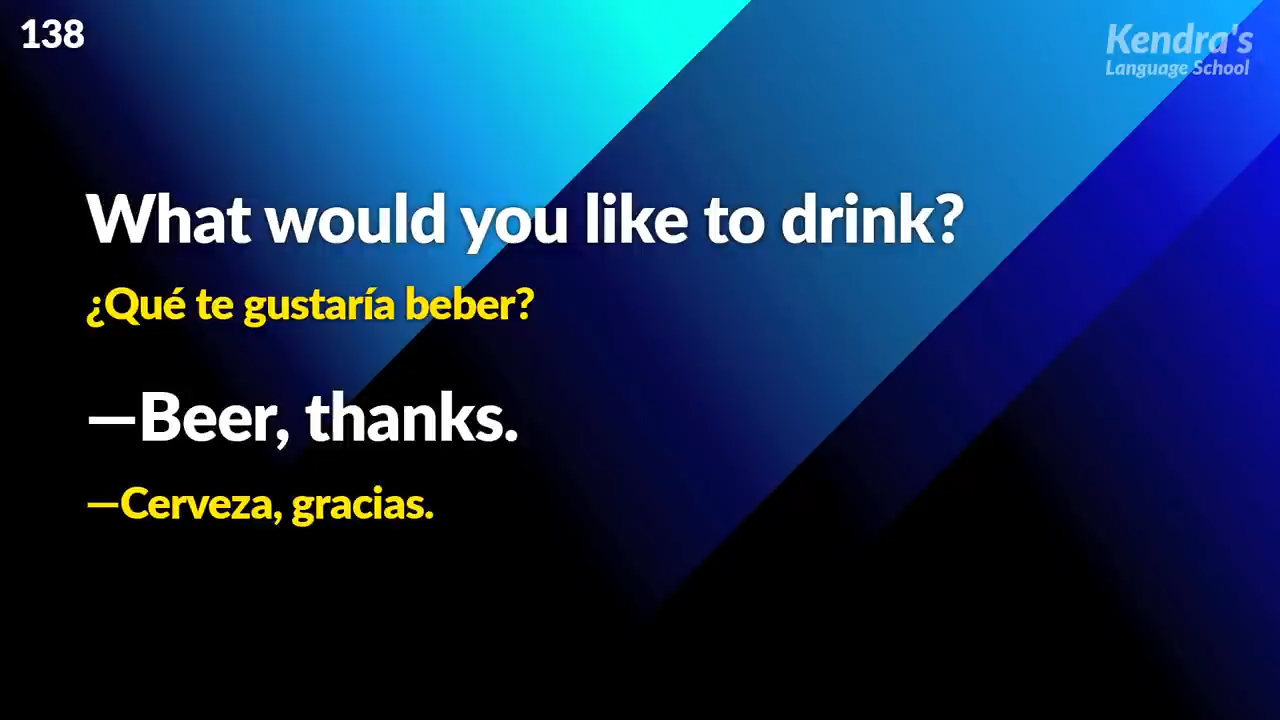 138
Kendra's
Language School
What would you like to drink?
¿Qué te gustaría beber?
—Beer, thanks.
—Cerveza, gracias.